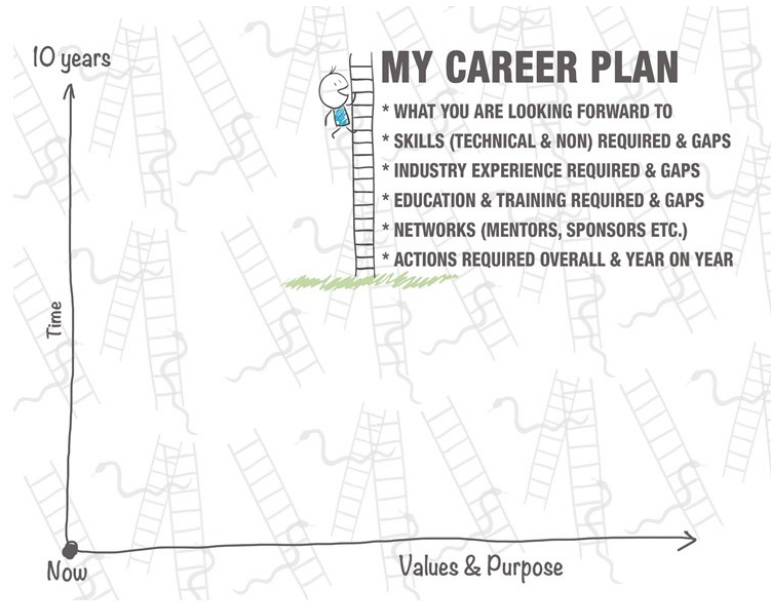 10 years
MY CAREER PLAN
* WHAT YOU ARE LOOKING FORWARD TO
* SKILLS (TECHNICAL & NON) REQUIRED & GAPS
* INDUSTRY EXPERIENCE REQUIRED & GAPS
* EDUCATION & TRAINING REQUIRED & GAPS
* NETWORKS (MENTORS, SPONSORS ETC.)
* ACTIONS REQUIRED OVERALL & YEAR ON YEAR
Time
Now
Values & Purpose